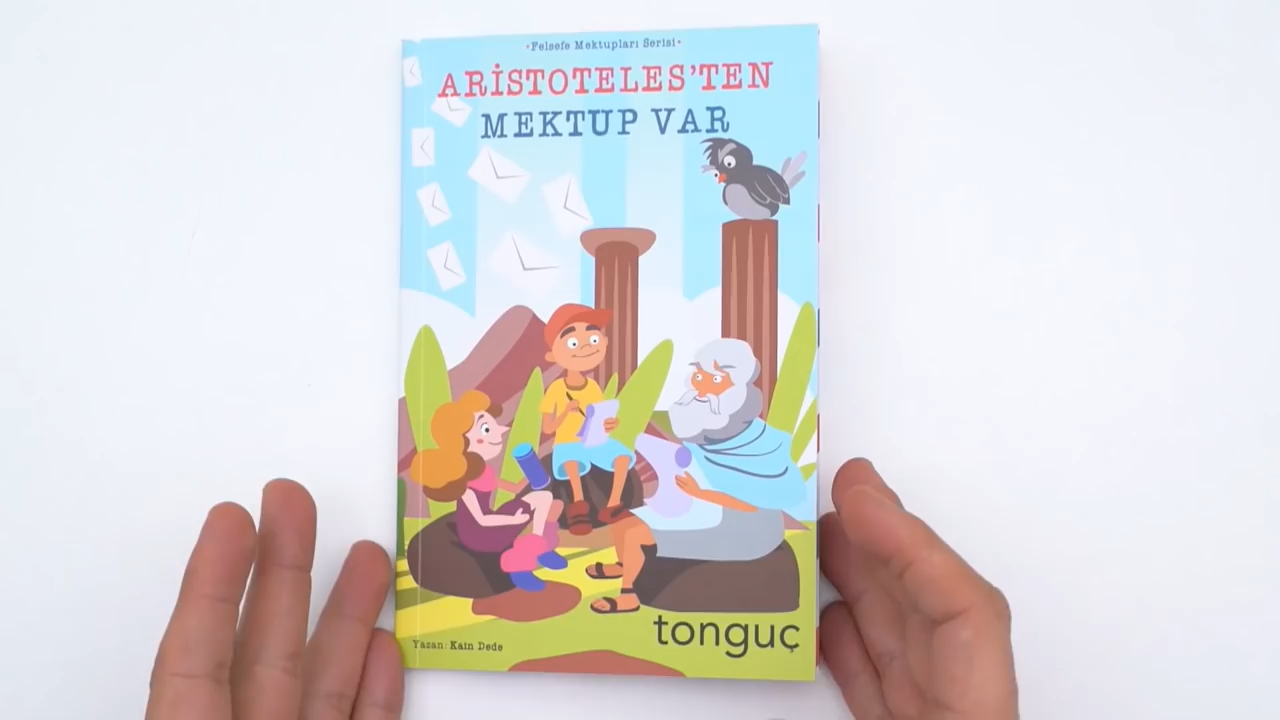 •Felsefe Mektupları Serisi•
ARİSTOTELES'TEN
MEKTUP VAR
Yazan: Kain Dede
tonguç